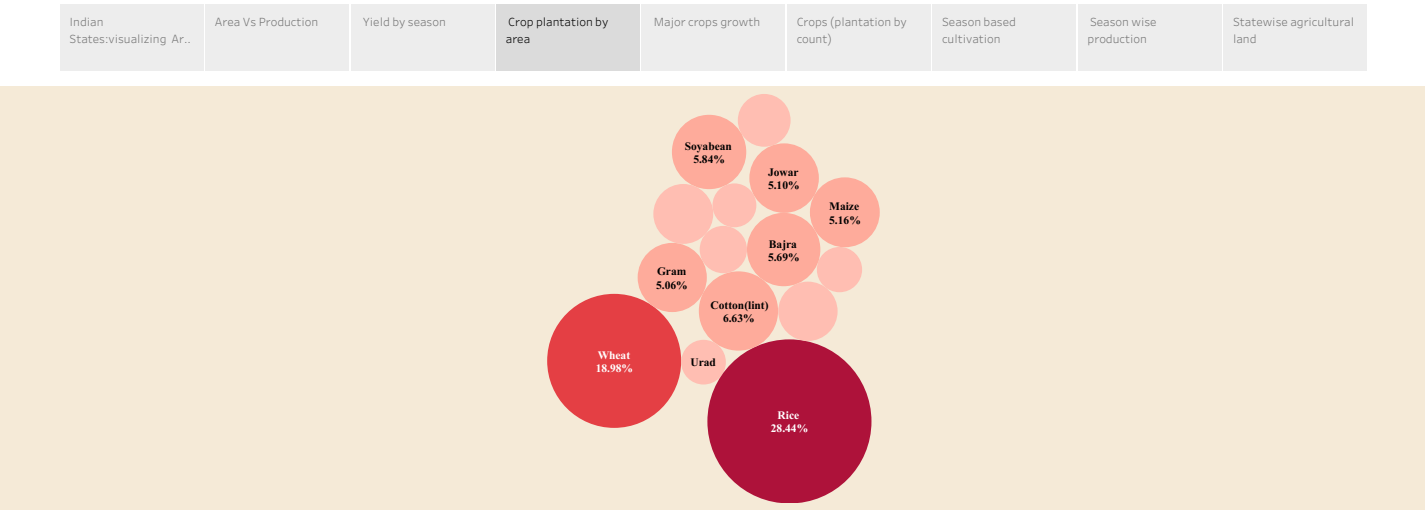 Indian
States:visualizing Ar..
Area Vs Production
Yield by season
Crop plantation by
area
Major crops growth
Crops (plantation by
count)
Season based
cultivation
Season wise
production
Statewise agricultural
land
Soyabean
5.84%
Jowar
5.10%
Maize
5.16%
Bajra
5.69%
Gram
5.06%
Cotton(lint)
6.63%
Wheat
18.98%
Urad
Rice
28.44%